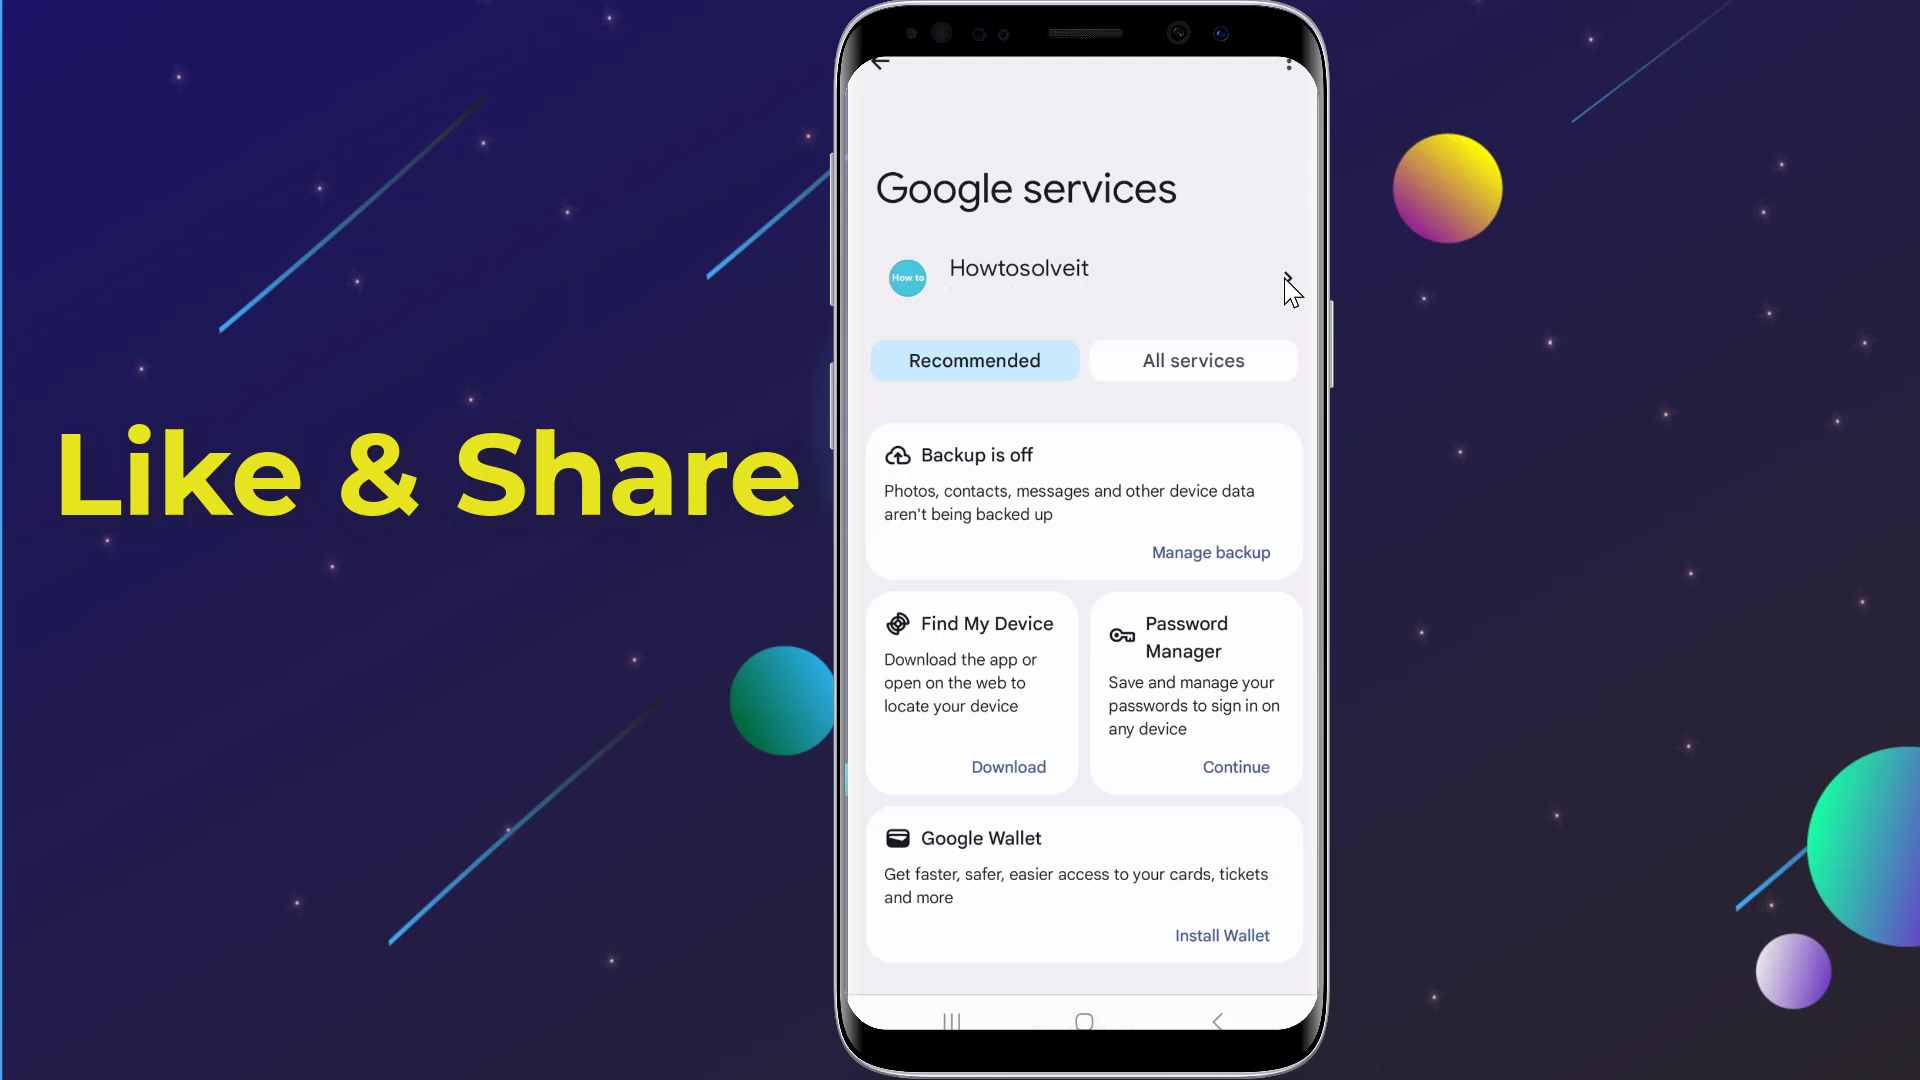 Like & Share
Google services
How to
Howtosolveit
Recommended
All services
Backup is off
Photos, contacts, messages and other device data
aren't being backed up
Manage backup
Find My Device
Download the app or
open on the web to
locate your device
Download
Password
Manager
Save and manage your
passwords to sign in on
any device
Continue
Google Wallet
Get faster, safer, easier access to your cards, tickets
and more
Install Wallet